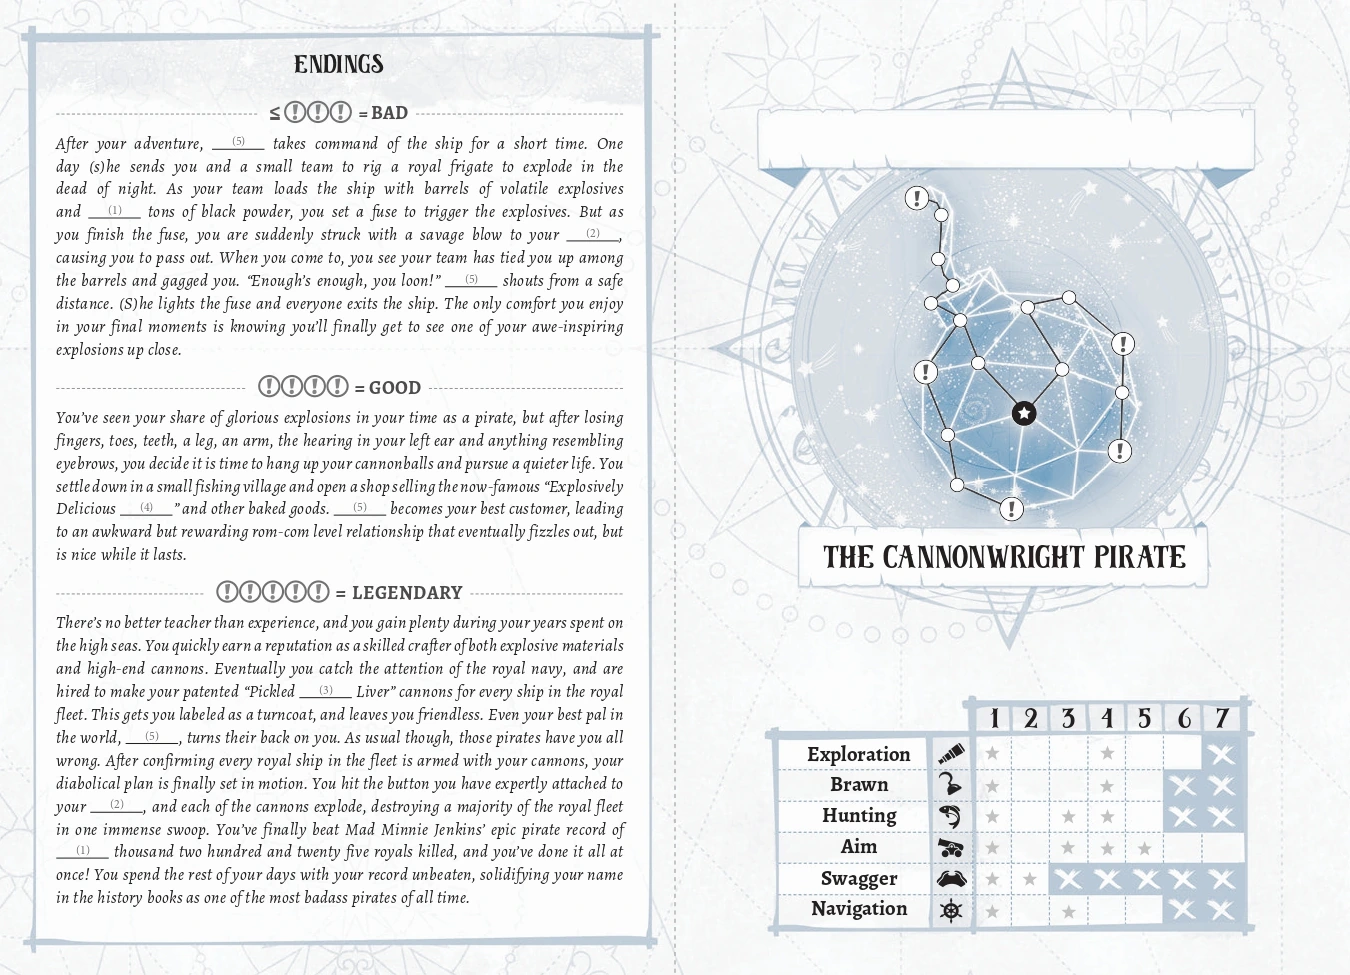 ENDINGS
≤ ! ! ! = BAD
After your adventure, (5) takes command of the ship for a short time. One
day (s)he sends you and a small team to rig a royal frigate to explode in the
dead of night. As your team loads the ship with barrels of volatile explosives
and (1) tons of black powder, you set a fuse to trigger the explosives. But as
you finish the fuse, you are suddenly struck with a savage blow to your (2),
causing you to pass out. When you come to, you see your team has tied you up among
the barrels and gagged you. “Enough’s enough, you loon!” (5) shouts from a safe
distance. (S)he lights the fuse and everyone exits the ship. The only comfort you enjoy
in your final moments is knowing you’ll finally get to see one of your awe-inspiring
explosions up close.
! ! ! ! = GOOD
You’ve seen your share of glorious explosions in your time as a pirate, but after losing
fingers, toes, teeth, a leg, an arm, the hearing in your left ear and anything resembling
eyebrows, you decide it is time to hang up your cannonballs and pursue a quieter life. You
settle down in a small fishing village and open a shop selling the now-famous “Explosively
Delicious (4)” and other baked goods. (5) becomes your best customer, leading
to an awkward but rewarding rom-com level relationship that eventually fizzles out, but
is nice while it lasts.
! ! ! ! ! = LEGENDARY
There’s no better teacher than experience, and you gain plenty during your years spent on
the high seas. You quickly earn a reputation as a skilled crafter of both explosive materials
and high-end cannons. Eventually you catch the attention of the royal navy, and are
hired to make your patented “Pickled (3) Liver” cannons for every ship in the royal
fleet. This gets you labeled as a turncoat, and leaves you friendless. Even your best pal in
the world, (5), turns their back on you. As usual though, those pirates have you all
wrong. After confirming every royal ship in the fleet is armed with your cannons, your
diabolical plan is finally set in motion. You hit the button you have expertly attached to
your (2), and each of the cannons explode, destroying a majority of the royal fleet
in one immense swoop. You’ve finally beat Mad Minnie Jenkins’ epic pirate record of
(1) thousand two hundred and twenty five royals killed, and you’ve done it all at
once! You spend the rest of your days with your record unbeaten, solidifying your name
in the history books as one of the most badass pirates of all time.
!
!
!
!
!
THE CANNONWRIGHT PIRATE
1 2 3 4 5 6 7
Exploration
Brawn
Hunting
Aim
Swagger
Navigation